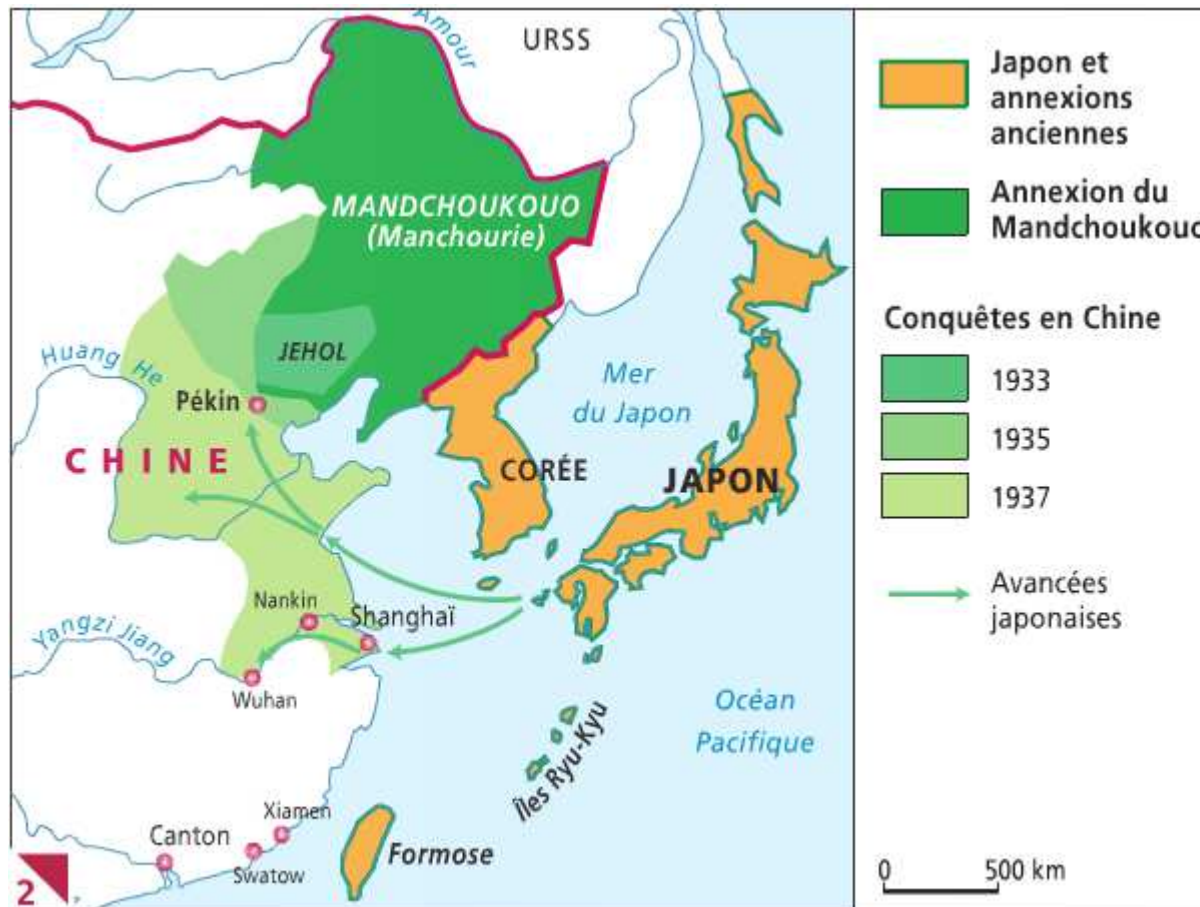 Amour
URSS
MANDCHOUKOUO
(Manchourie)
JEHOL
Huang He
Pékin
CHINE
Mer
du Japon
CORÉE
JAPON
Nankin
Shanghaï
Yangzi Jiang
Wuhan
Îles Ryu-Kyu
Océan
Pacifique
Xiamen
Canton
Swatow
Formose
2
Japon et
annexions
anciennes
Annexion du
Mandchoukouo
Conquêtes en Chine
1933
1935
1937
Avancées
japonaises
0 500 km